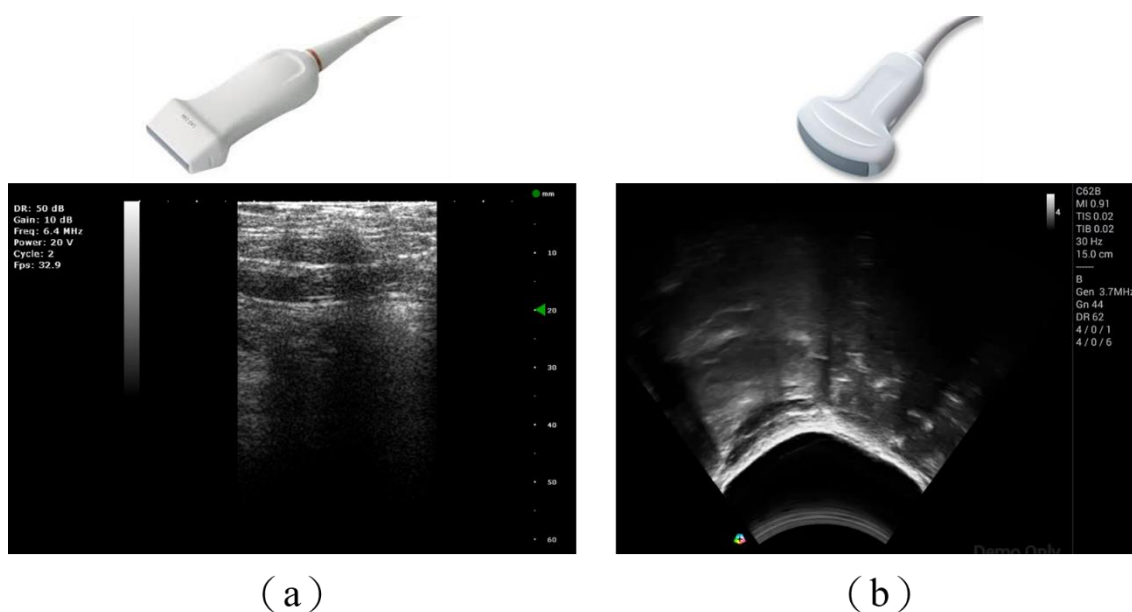 DR: 50 dB
Gain: 10 dB
Freq: 6.4 MHz
Power: 20 V
Cycle: 2
Fps: 32.9
mm
10
20
30
40
50
60
4
C62B
MI 0.91
TIS 0.02
TIB 0.02
30 Hz
15.0 cm
B
Gen 3.7MHz
Gn 44
DR 62
4 / 0 / 1
4 / 0 / 6
Demo Only
(a)
(b)